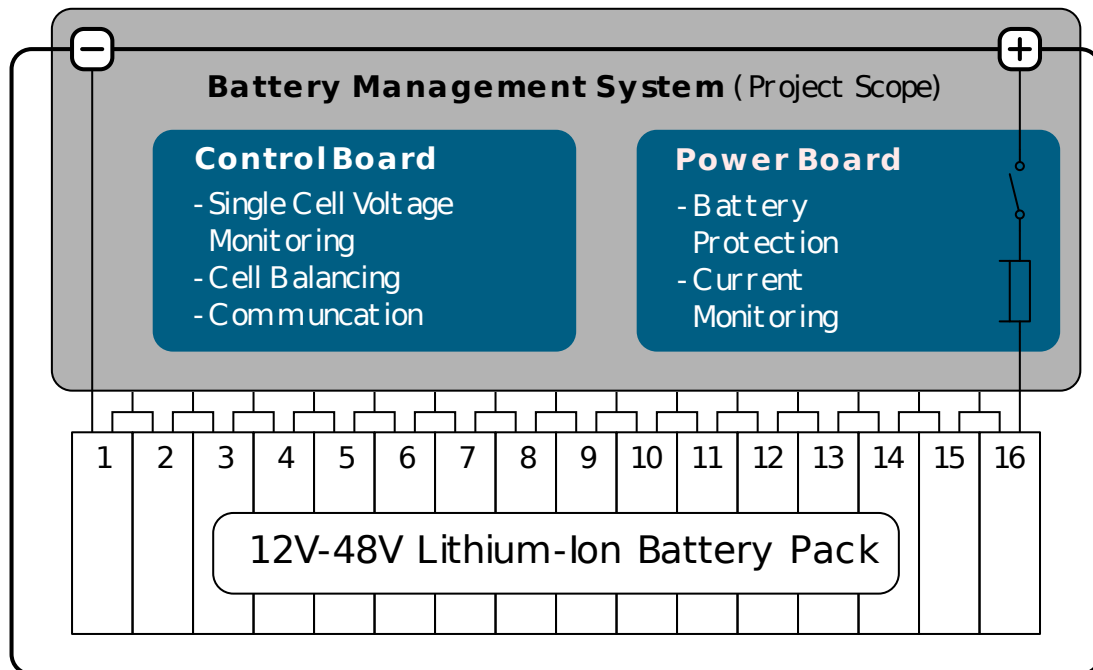 Battery Management System (Project Scope)
Control Board
- Single Cell Voltage
Monitoring
- Cell Balancing
- Communcation
Power Board
- Battery
Protection
- Current
Monitoring
1 2 3 4 5 6 7 8 9 10 11 12 13 14 15 16
12V-48V Lithium-Ion Battery Pack